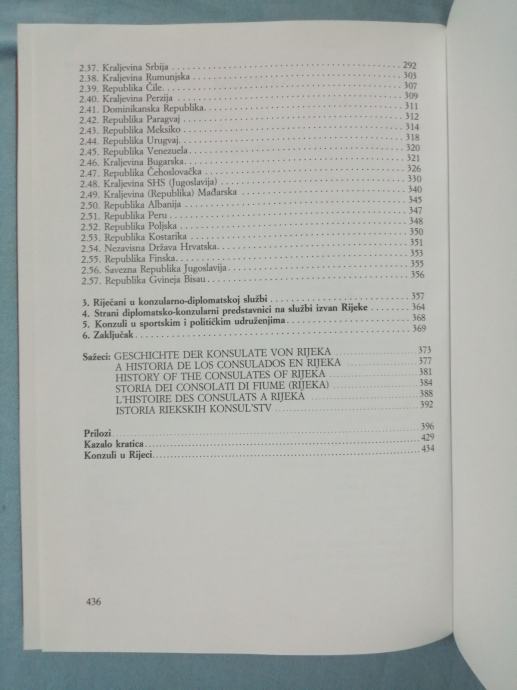 2.37. Kraljevina Srbija 292
2.38. Kraljevina Rumunjska 303
2.39. Republika Čile 307
2.40. Kraljevina Perzija 309
2.41. Dominikanska Republika 311
2.42. Republika Paragvaj 312
2.43. Republika Meksiko 314
2.44. Republika Urugvaj 318
2.45. Republika Venezuela 320
2.46. Kraljevina Bugarska 321
2.47. Republika Čehoslovačka 326
2.48. Kraljevina SHS (Jugoslavija) 330
2.49. Kraljevina (Republika) Mađarska 340
2.50. Republika Albanija 345
2.51. Republika Peru 347
2.52. Republika Poljska 348
2.53. Republika Kostarika 350
2.54. Nezavisna Država Hrvatska 351
2.55. Republika Finska 353
2.56. Savezna Republika Jugoslavija 355
2.57. Republika Gvineja Bisau 356
3. Riječani u konzularno-diplomatskoj službi 357
4. Strani diplomatsko-konzularni predstavnici na službi izvan Rijeke 364
5. Konzuli u sportskim i političkim udruženjima 368
6. Zaključak 369
Sažeci: GESCHICHTE DER KONSULATE VON RIJEKA 373
A HISTORIA DE LOS CONSULADOS EN RIJEKA 377
HISTORY OF THE CONSULATES OF RIJEKA 381
STORIA DEI CONSOLATI DI FIUME (RIJEKA) 384
L'HISTOIRE DES CONSULATS A RIJEKA 388
ISTORIA RIEKSKIH KONSUL'STV 392
Prilozi 396
Kazalo kratica 429
Konzuli u Rijeci 434
436